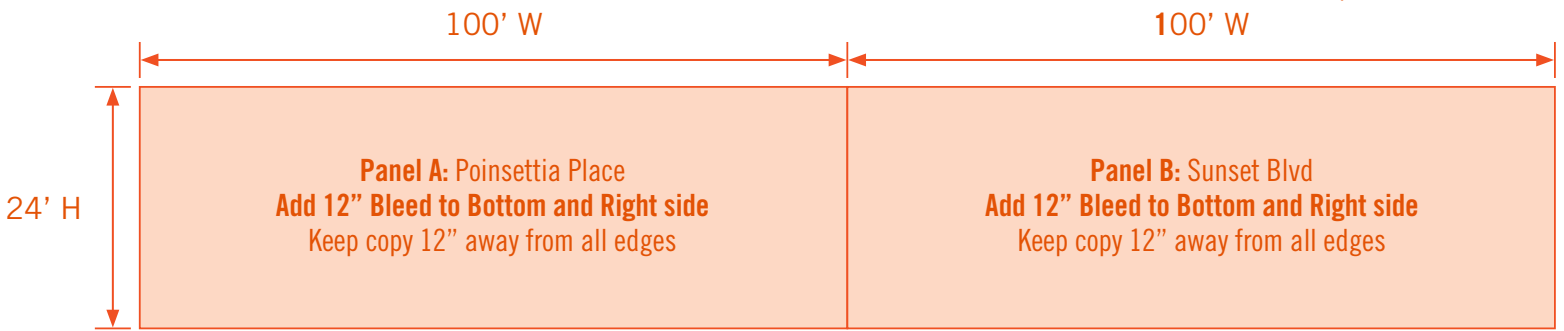 100’ W
100’ W
24’ H
Panel A: Poinsettia Place
Add 12” Bleed to Bottom and Right side
Keep copy 12” away from all edges
Panel B: Sunset Blvd
Add 12” Bleed to Bottom and Right side
Keep copy 12” away from all edges